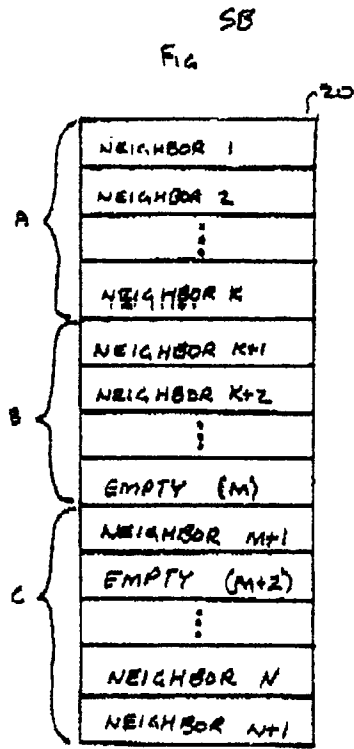 5B
FIG
20
NEIGHBOR 1
NEIGHBOR 2
A
NEIGHBOR K
NEIGHBOR K+1
NEIGHBOR K+2
B
EMPTY (M)
NEIGHBOR M+1
EMPTY (M+2)
C
NEIGHBOR N
NEIGHBOR N+1